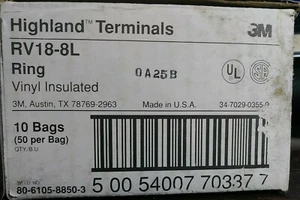 Highland™ Terminals 3M
RV18-8L
Ring 0A25B UL
Vinyl Insulated
3M, Austin, TX 78769-2963 Made in U.S.A. 34-7029-0355-9
10 Bags
(50 per Bag)
QTY./B.U.
80-6105-8850-3
5 00 54007 70337 7